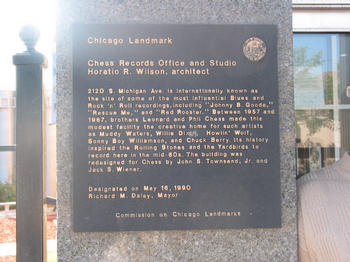 Chicago Landmark
Chess Records Office and Studio
Horatio R. Wilson, architect
2120 S. Michigan Ave. is internationally known as
the site of some of the most influential Blues and
Rock 'n' Roll recordings, including "Johnny B. Goode,"
"Rescue Me," and "Red Rooster." Between 1957 and
1967, brothers Leonard and Phil Chess made this
modest facility the creative home for such artists
as Muddy Waters, Willie Dixon, Howlin' Wolf,
Sonny Boy Williamson, and Chuck Berry. Its history
inspired the Rolling Stones and the Yardbirds to
record here in the mid-60s. The building was
redesigned for Chess by John S. Townsend, Jr. and
Jack S. Wiener.
Designated on May 16, 1990
Richard M. Daley, Mayor
Commission on Chicago Landmarks